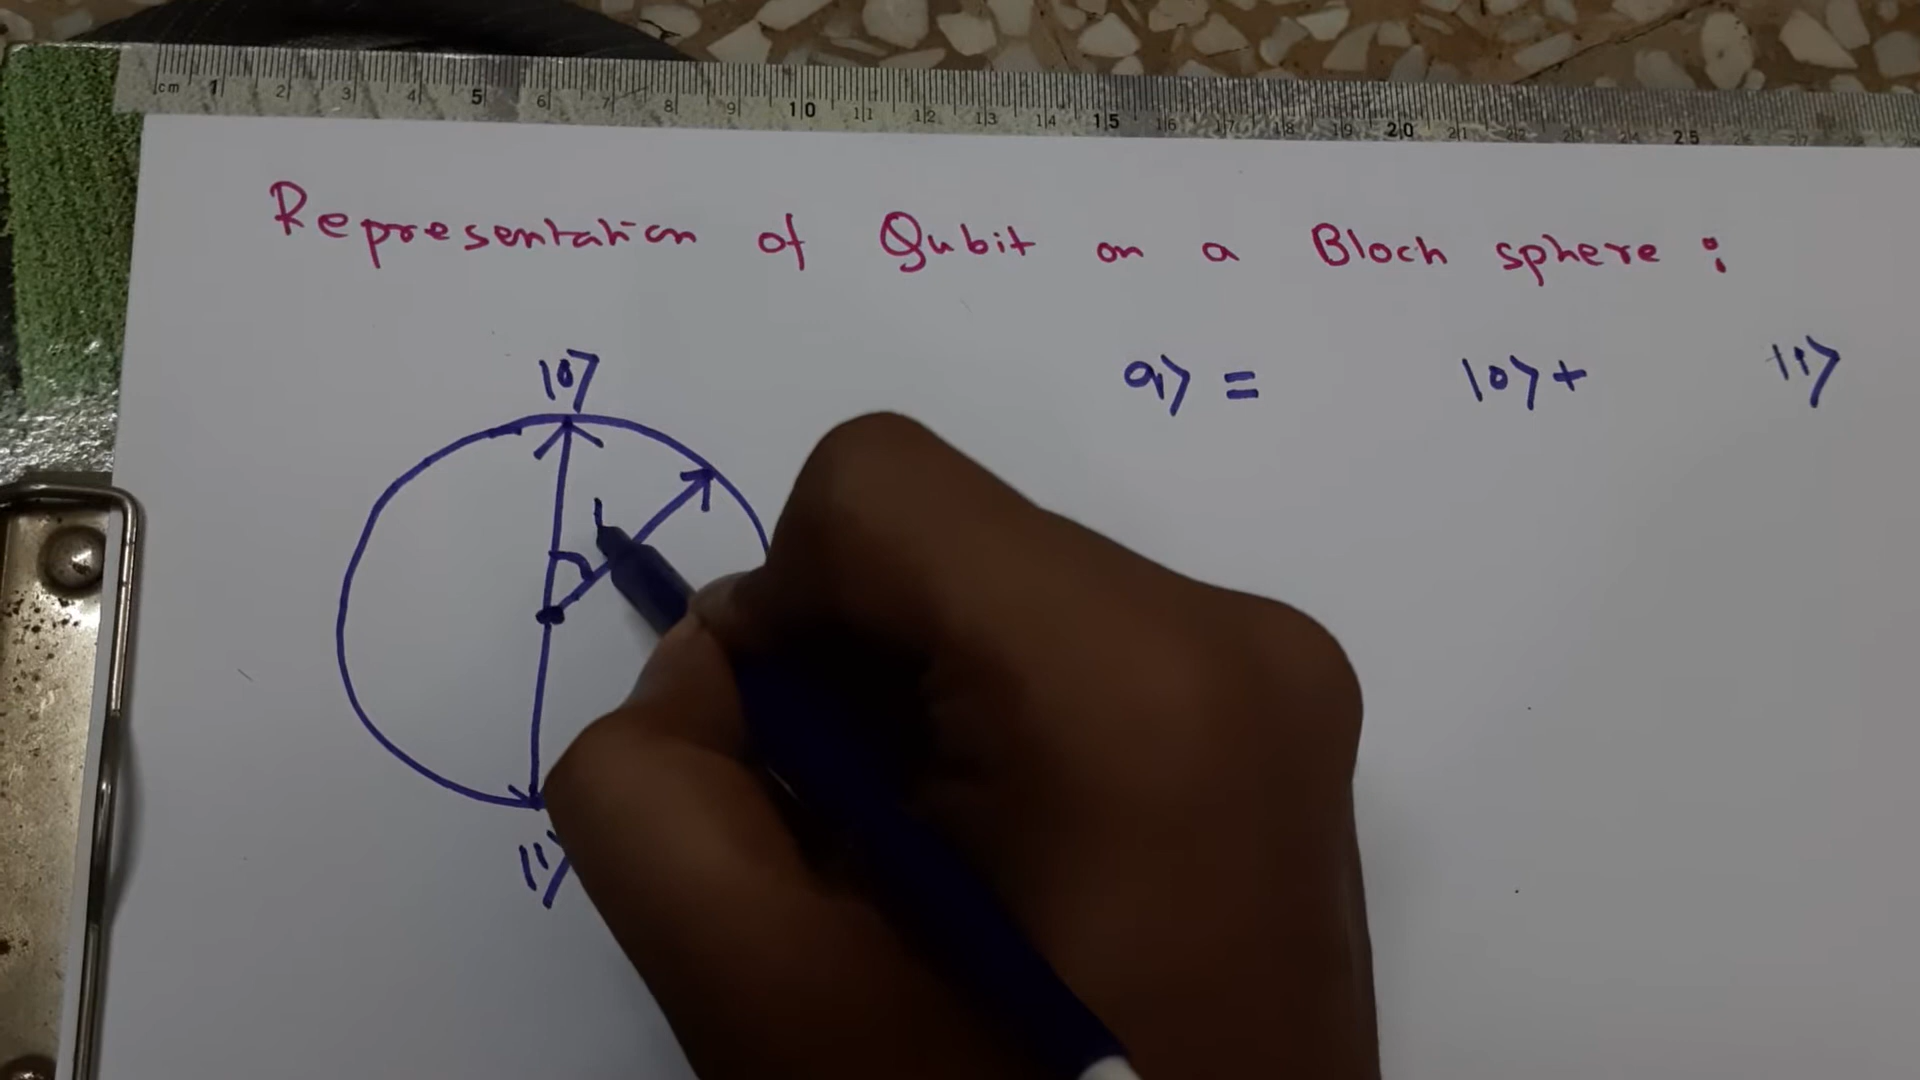 cm 1 2 3 4 5 6 7 8 9 10 11 12 13 14 15 16 17 18 19 20 21 22 23 24 25
Representation of Qubit on a Bloch sphere :
|0⟩
q⟩ = |0⟩ + |1⟩
|1⟩